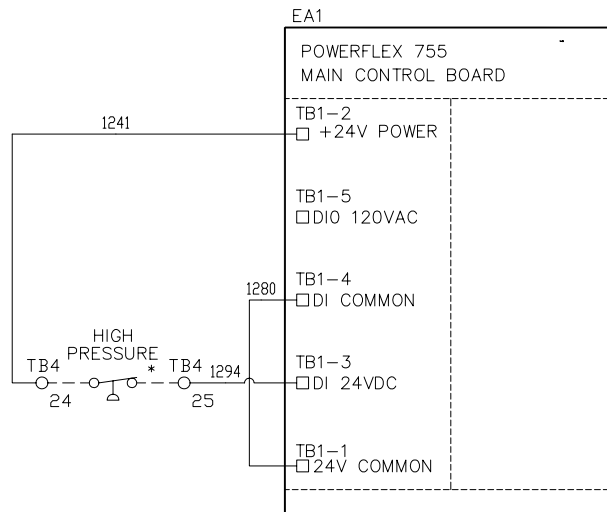 EA1
POWERFLEX 755
MAIN CONTROL BOARD
TB1-2
+24V POWER
1241
TB1-5
DI0 120VAC
TB1-4
DI COMMON
1280
HIGH
PRESSURE
*
TB4
TB4
1294
TB1-3
DI 24VDC
24
25
TB1-1
24V COMMON